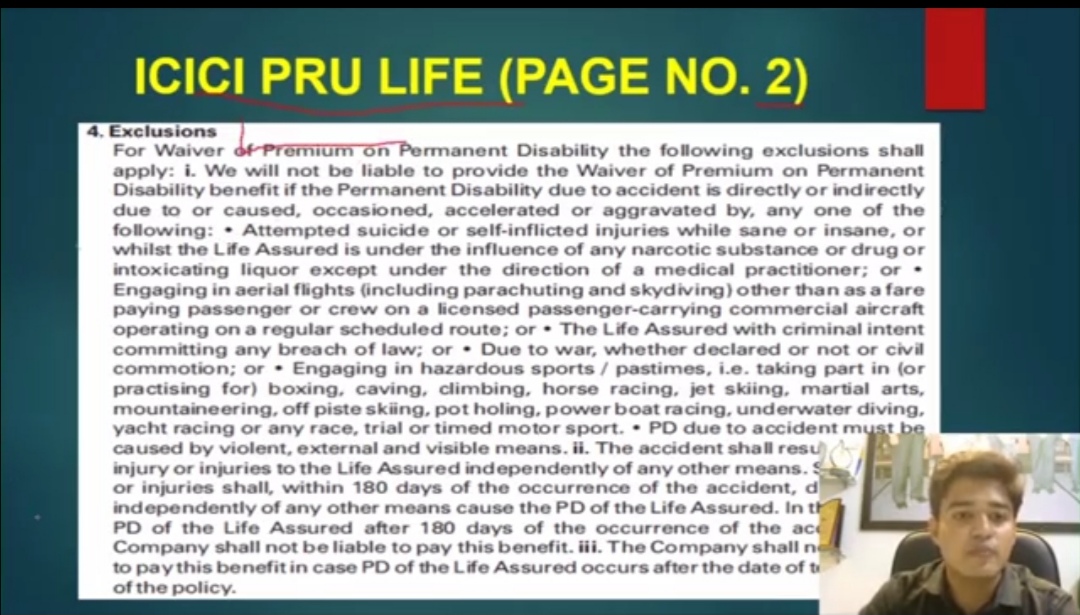 ICICI PRU LIFE (PAGE NO. 2)
4. Exclusions
For Waiver of Premium on Permanent Disability the following exclusions shall
apply: i. We will not be liable to provide the Waiver of Premium on Permanent
Disability benefit if the Permanent Disability due to accident is directly or indirectly
due to or caused, occasioned, accelerated or aggravated by, any one of the
following: • Attempted suicide or self-inflicted injuries while sane or insane, or
whilst the Life Assured is under the influence of any narcotic substance or drug or
intoxicating liquor except under the direction of a medical practitioner; or •
Engaging in aerial flights (including parachuting and skydiving) other than as a fare
paying passenger or crew on a licensed passenger-carrying commercial aircraft
operating on a regular scheduled route; or • The Life Assured with criminal intent
committing any breach of law; or • Due to war, whether declared or not or civil
commotion; or • Engaging in hazardous sports / pastimes, i.e. taking part in (or
practising for) boxing, caving, climbing, horse racing, jet skiing, martial arts,
mountaineering, off piste skiing, pot holing, power boat racing, underwater diving,
yacht racing or any race, trial or timed motor sport. • PD due to accident must be
caused by violent, external and visible means. ii. The accident shall
injury or injuries to the Life Assured independently of any other means.
or injuries shall, within 180 days of the occurrence of the accident,
independently of any other means cause the PD of the Life Assured. In
PD of the Life Assured after 180 days of the occurrence of the
Company shall not be liable to pay this benefit. iii. The Company shall
to pay this benefit in case PD of the Life Assured occurs after the date of
of the policy.